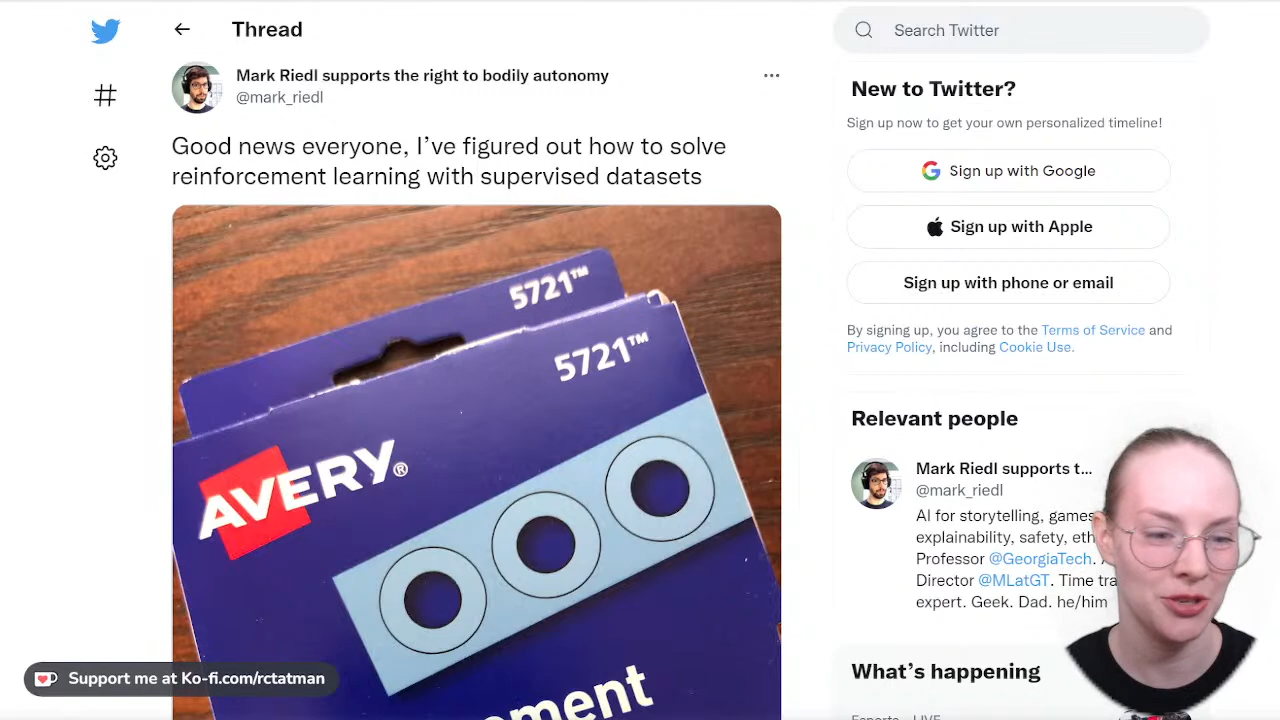 Thread
Search Twitter
Mark Riedl supports the right to bodily autonomy
@mark_riedl
Good news everyone, I’ve figured out how to solve
reinforcement learning with supervised datasets
5721™
5721™
AVERY®
Support me at Ko-fi.com/rctatman
New to Twitter?
Sign up now to get your own personalized timeline!
Sign up with Google
Sign up with Apple
Sign up with phone or email
By signing up, you agree to the Terms of Service and
Privacy Policy, including Cookie Use.
Relevant people
Mark Riedl supports t...
@mark_riedl
AI for storytelling, games
explainability, safety, eth
Professor @GeorgiaTech.
Director @MLatGT. Time tra
expert. Geek. Dad. he/him
What’s happening